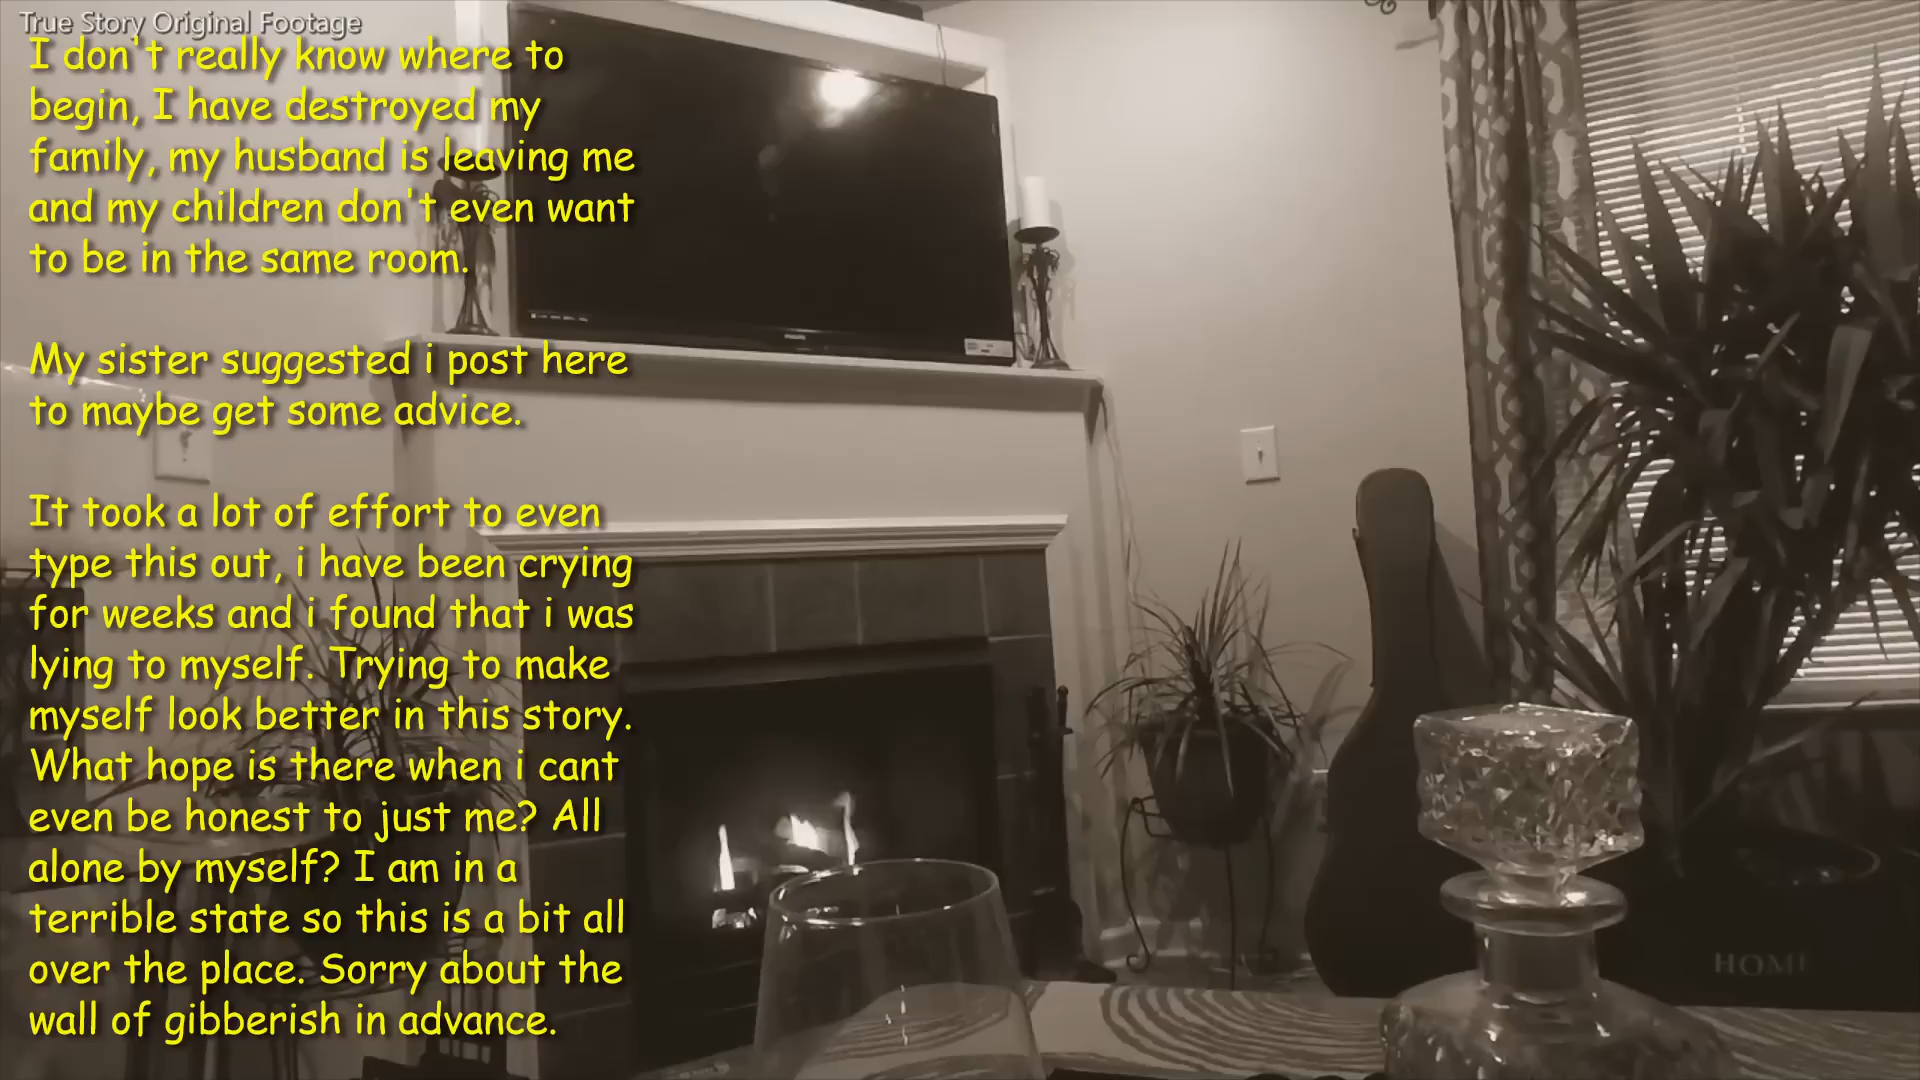 True Story Original Footage
I don't really know where to
begin, I have destroyed my
family, my husband is leaving me
and my children don't even want
to be in the same room.
My sister suggested i post here
to maybe get some advice.
It took a lot of effort to even
type this out, i have been crying
for weeks and i found that i was
lying to myself. Trying to make
myself look better in this story.
What hope is there when i cant
even be honest to just me? All
alone by myself? I am in a
terrible state so this is a bit all
over the place. Sorry about the
wall of gibberish in advance.
PHILIPS
HOME